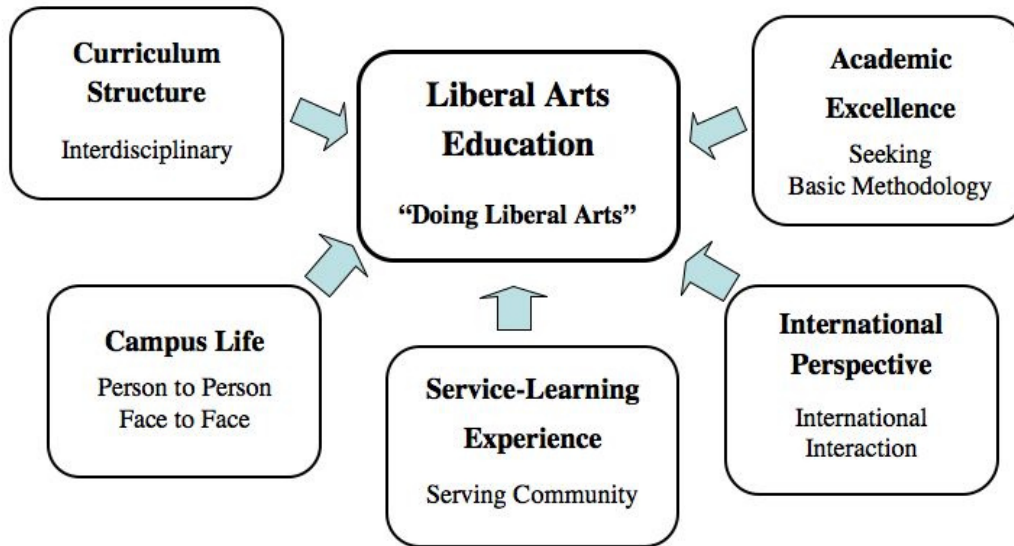 Curriculum
Structure
Interdisciplinary
Liberal Arts
Education
“Doing Liberal Arts”
Academic
Excellence
Seeking
Basic Methodology
Campus Life
Person to Person
Face to Face
Service-Learning
Experience
Serving Community
International
Perspective
International
Interaction